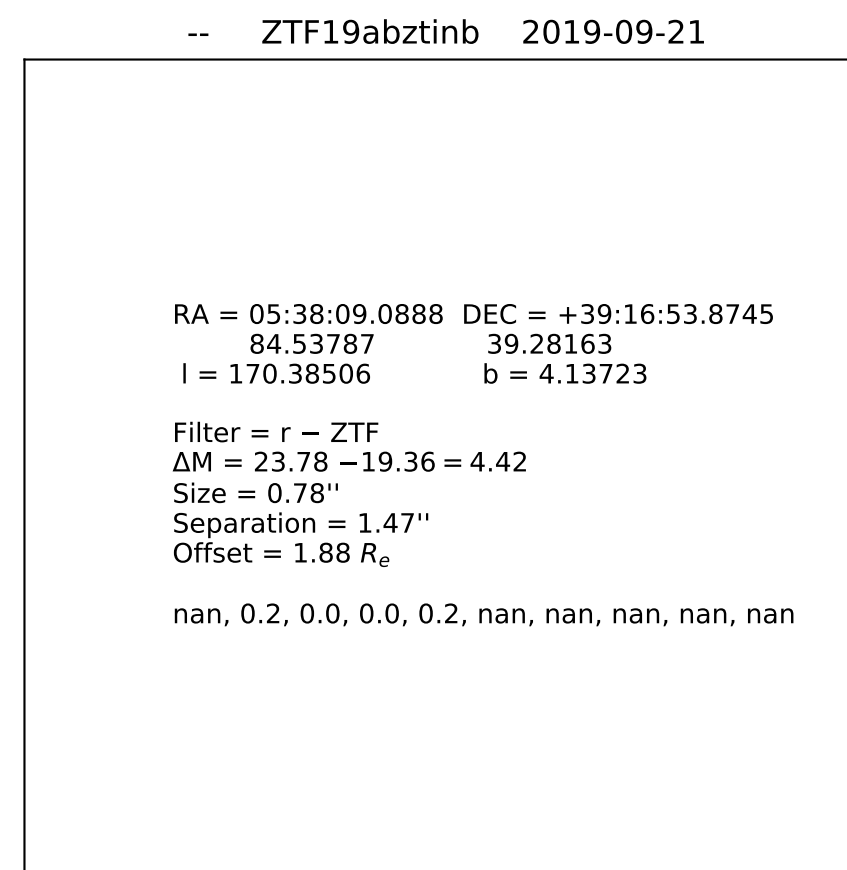 -- ZTF19abztinb 2019-09-21
RA = 05:38:09.0888 DEC = +39:16:53.8745
84.53787 39.28163
l = 170.38506 b = 4.13723
Filter = r − ZTF
ΔM = 23.78 −19.36 = 4.42
Size = 0.78''
Separation = 1.47''
Offset = 1.88 Re
nan, 0.2, 0.0, 0.0, 0.2, nan, nan, nan, nan, nan